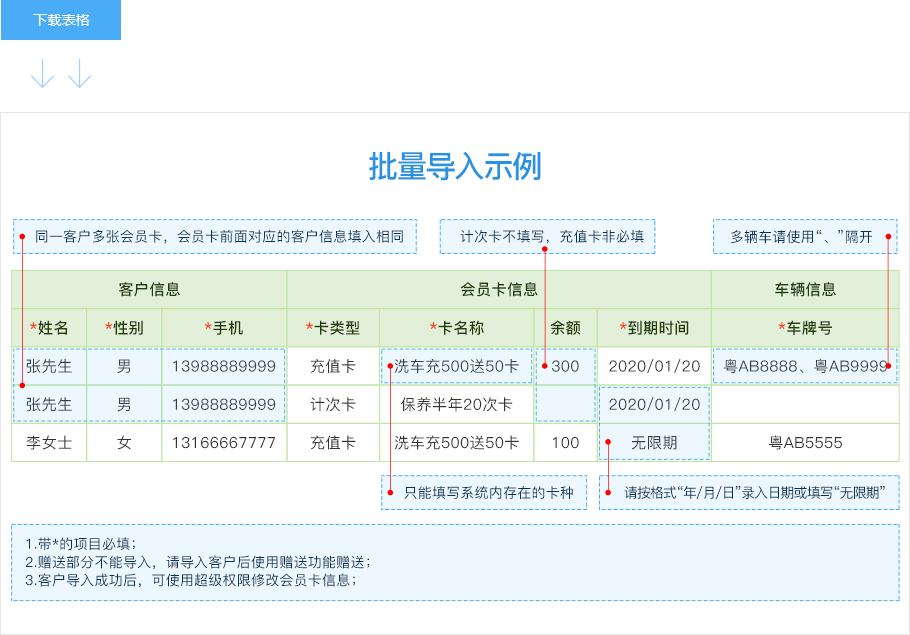 下载表格
批量导入示例
同一客户多张会员卡，会员卡前面对应的客户信息填入相同
计次卡不填写，充值卡非必填
多辆车请使用“、”隔开
客户信息 会员卡信息 车辆信息
*姓名 *性别 *手机 *卡类型 *卡名称 余额 *到期时间 *车牌号
张先生 男 13988889999 充值卡 洗车充500送50卡 300 2020/01/20 粤AB8888、粤AB9999
张先生 男 13988889999 计次卡 保养半年20次卡 2020/01/20
李女士 女 13166667777 充值卡 洗车充500送50卡 100 无限期 粤AB5555
只能填写系统内存在的卡种
请按格式“年/月/日”录入日期或填写“无限期”
1.带*的项目必填；
2.赠送部分不能导入，请导入客户后使用赠送功能赠送；
3.客户导入成功后，可使用超级权限修改会员卡信息；